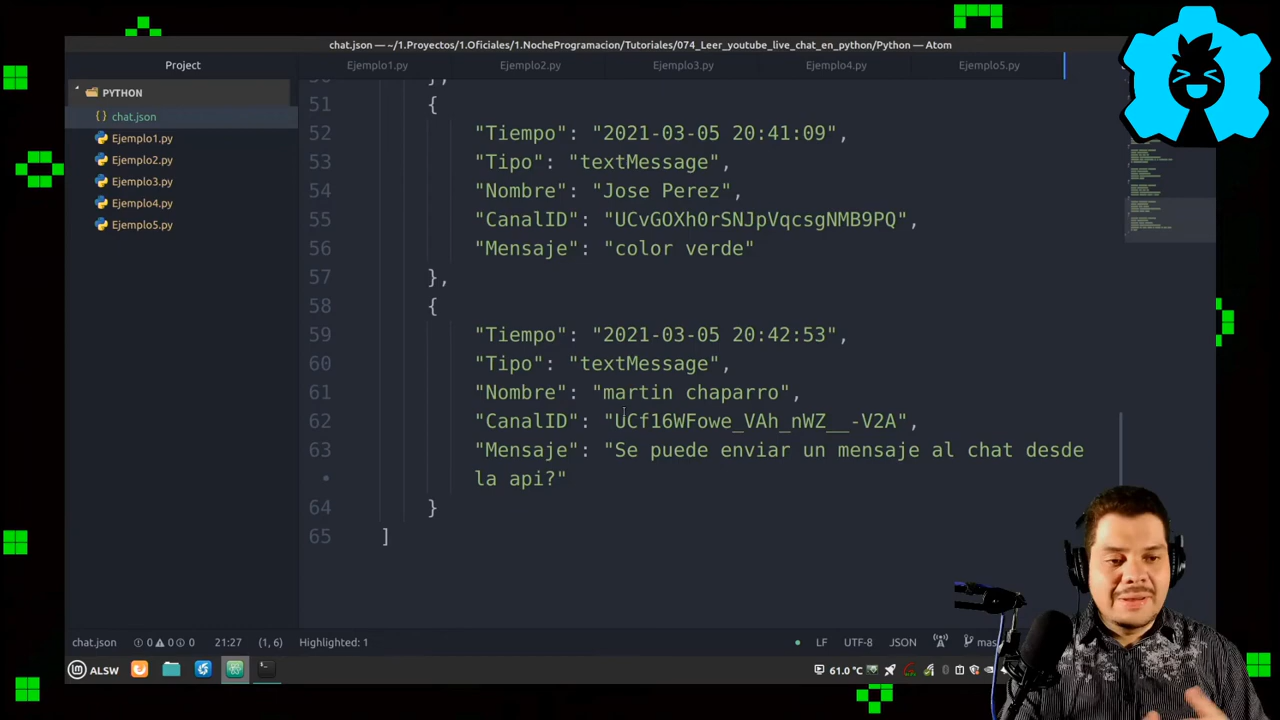 chat.json — ~/1.Proyectos/1.Oficiales/1.NocheProgramacion/Tutoriales/074_Leer_youtube_live_chat_en_python/Python — Atom
Project
Ejemplo1.py
Ejemplo2.py
Ejemplo3.py
Ejemplo4.py
Ejemplo5.py
PYTHON
{} chat.json
Ejemplo1.py
Ejemplo2.py
Ejemplo3.py
Ejemplo4.py
Ejemplo5.py
51 {
52 "Tiempo": "2021-03-05 20:41:09",
53 "Tipo": "textMessage",
54 "Nombre": "Jose Perez",
55 "CanalID": "UCvGOXh0rSNJpVqcsgNMB9PQ",
56 "Mensaje": "color verde"
57 },
58 {
59 "Tiempo": "2021-03-05 20:42:53",
60 "Tipo": "textMessage",
61 "Nombre": "martin chaparro",
62 "CanalID": "UCf16WFowe_VAh_nWZ__-V2A",
63 "Mensaje": "Se puede enviar un mensaje al chat desde
• la api?"
64 }
65 ]
chat.json 0 0 0 21:27 (1, 6) Highlighted: 1 LF UTF-8 JSON
ALSW 61.0 °C